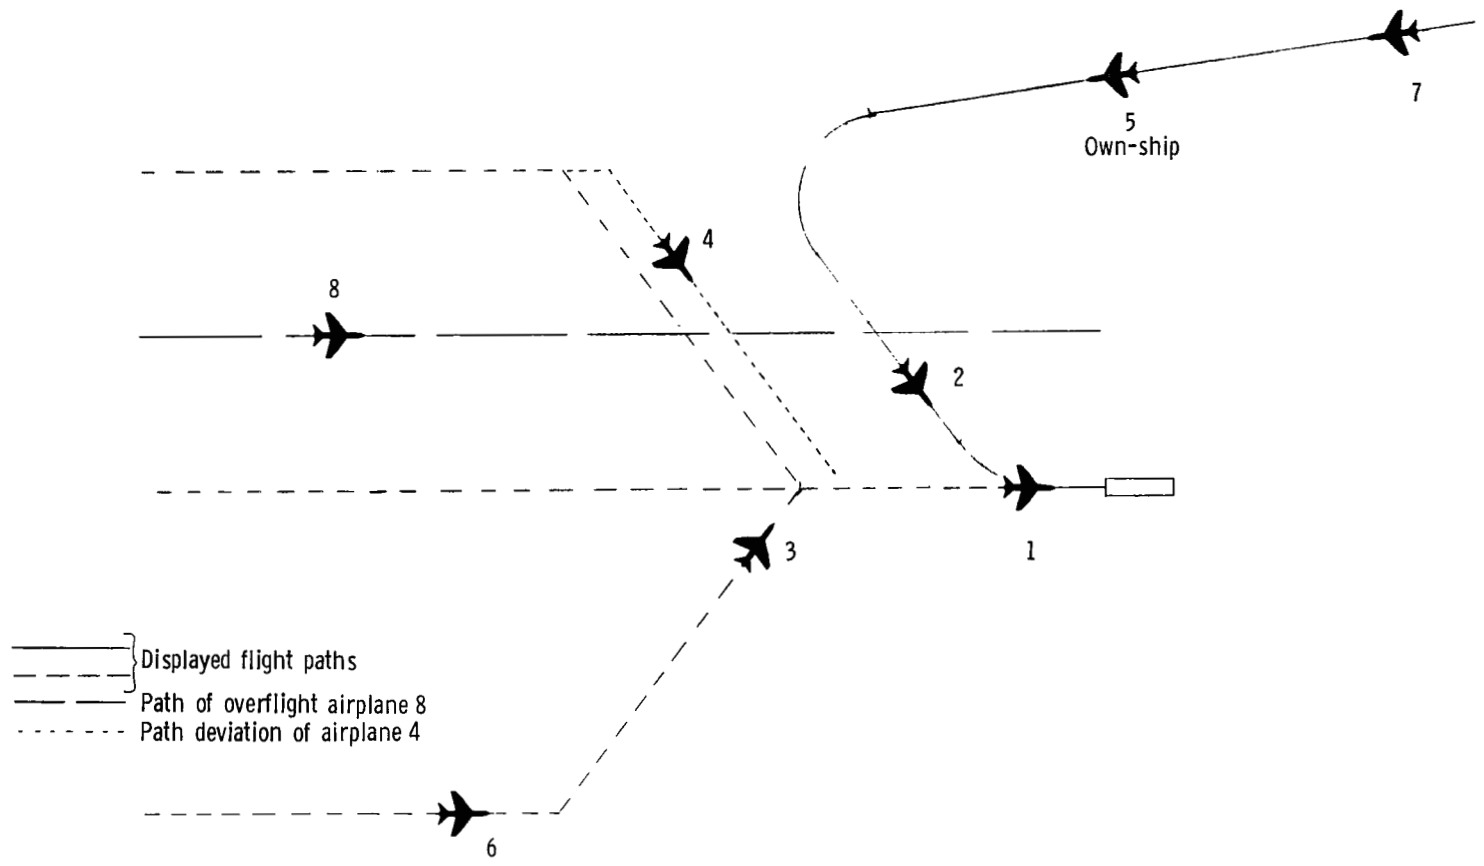 7
5
Own-ship
4
8
2
3
1
Displayed flight paths
Path of overflight airplane 8
Path deviation of airplane 4
6